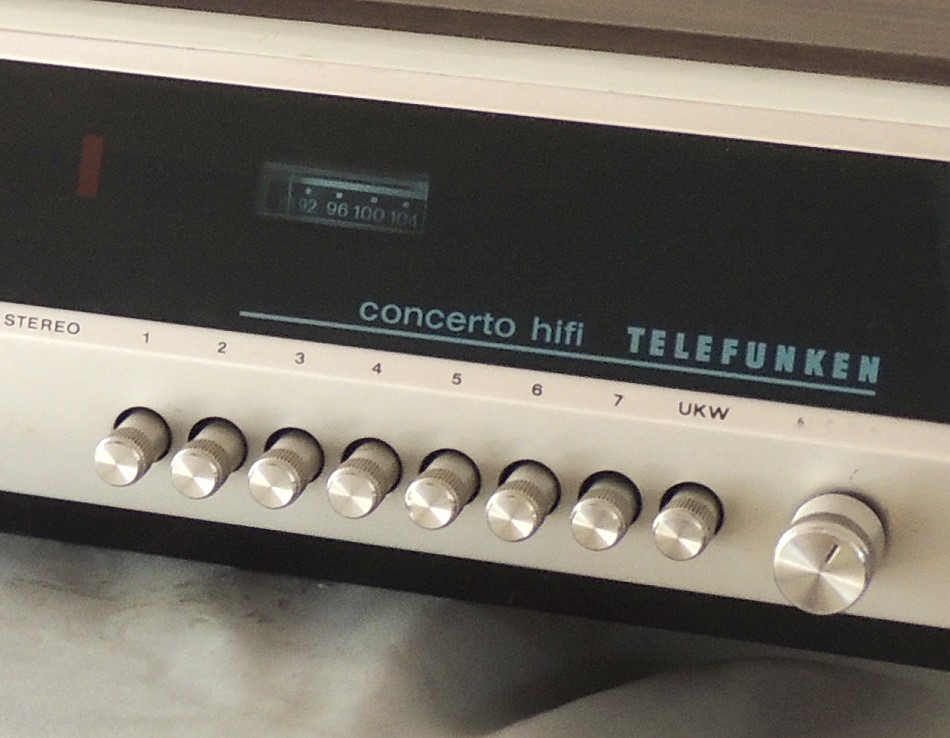 92 96 100 104
concerto hifi TELEFUNKEN
STEREO 1 2 3 4 5 6 7 UKW